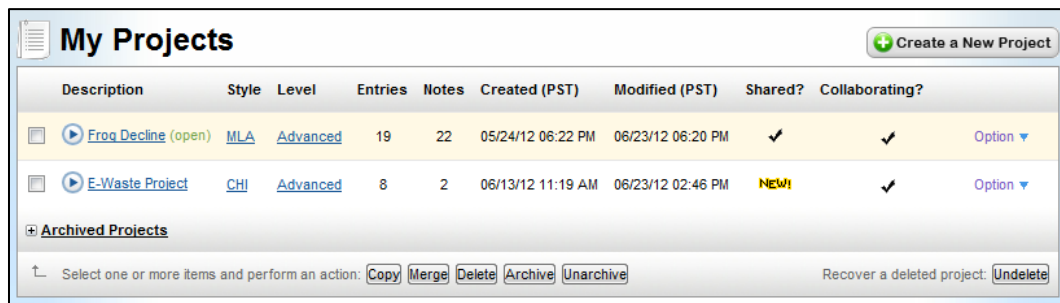 My Projects
Create a New Project
Description Style Level Entries Notes Created (PST) Modified (PST) Shared? Collaborating?
Frog Decline (open) MLA Advanced 19 22 05/24/12 06:22 PM 06/23/12 06:20 PM Option
E-Waste Project CHI Advanced 8 2 06/13/12 11:19 AM 06/23/12 02:46 PM NEW! Option
Archived Projects
Select one or more items and perform an action: Copy Merge Delete Archive Unarchive Recover a deleted project: Undelete